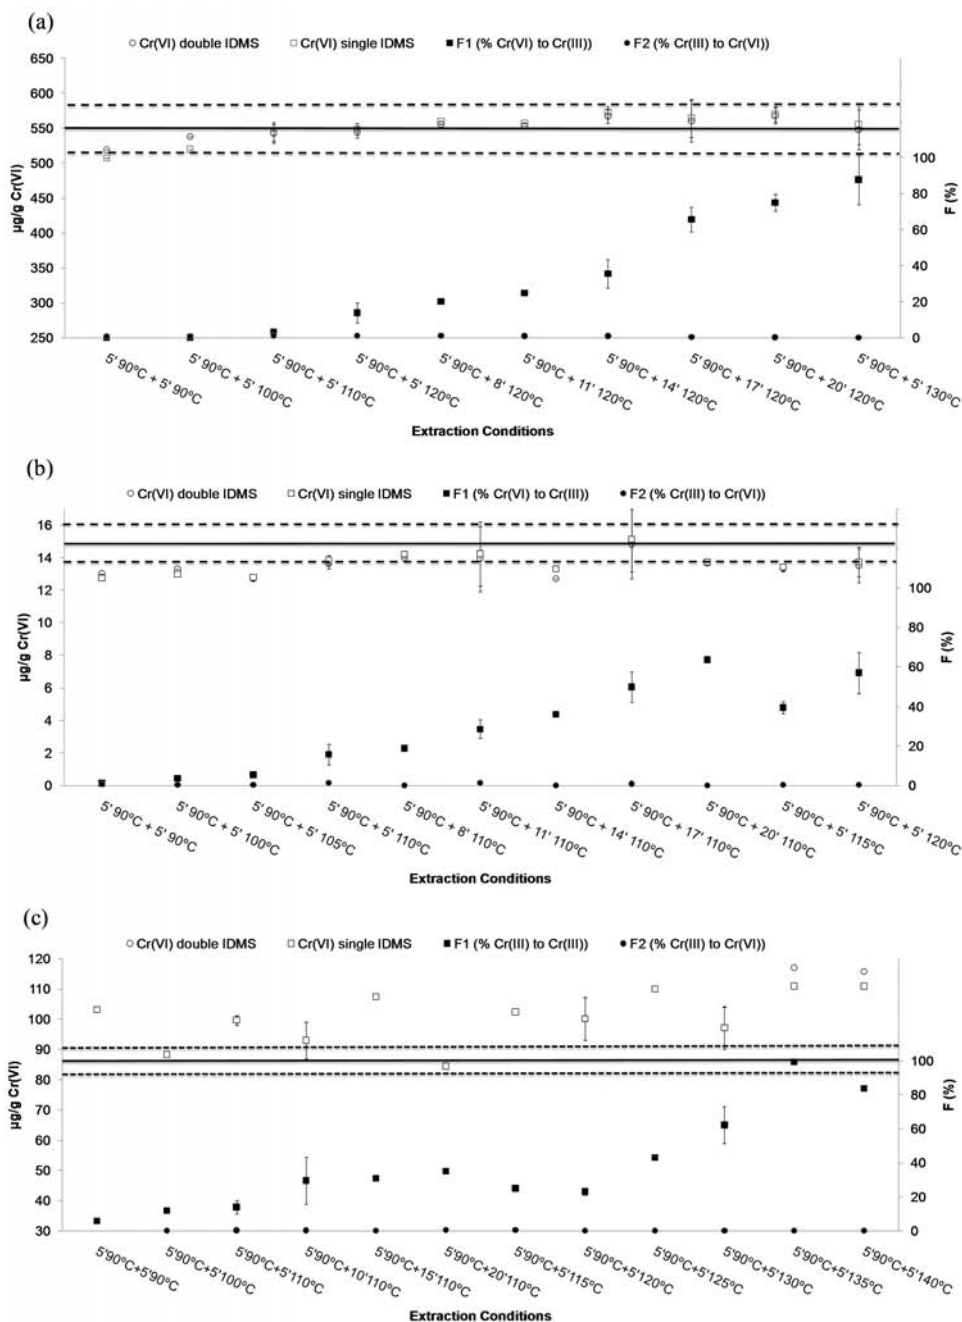 (a)
○ Cr(VI) double IDMS □ Cr(VI) single IDMS ■ F1 (% Cr(VI) to Cr(III)) ● F2 (% Cr(III) to Cr(VI))
650
600
550
500
450
400
350
300
250
µg/g Cr(VI)
100
80
60
40
20
0
F (%)
5' 90ºC + 5' 90ºC
5' 90ºC + 5' 100ºC
5' 90ºC + 5' 110ºC
5' 90ºC + 5' 120ºC
5' 90ºC + 8' 120ºC
5' 90ºC + 11' 120ºC
5' 90ºC + 14' 120ºC
5' 90ºC + 17' 120ºC
5' 90ºC + 20' 120ºC
5' 90ºC + 5' 130ºC
Extraction Conditions
(b)
○ Cr(VI) double IDMS □ Cr(VI) single IDMS ■ F1 (% Cr(VI) to Cr(III)) ● F2 (% Cr(III) to Cr(VI))
16
14
12
10
8
6
4
2
0
µg/g Cr(VI)
100
80
60
40
20
0
F (%)
5' 90ºC + 5' 90ºC
5' 90ºC + 5' 100ºC
5' 90ºC + 5' 105ºC
5' 90ºC + 5' 110ºC
5' 90ºC + 8' 110ºC
5' 90ºC + 11' 110ºC
5' 90ºC + 14' 110ºC
5' 90ºC + 17' 110ºC
5' 90ºC + 20' 110ºC
5' 90ºC + 5' 115ºC
5' 90ºC + 5' 120ºC
Extraction Conditions
(c)
○ Cr(VI) double IDMS □ Cr(VI) single IDMS ■ F1 (% Cr(III) to Cr(III)) ● F2 (% Cr(III) to Cr(VI))
120
110
100
90
80
70
60
50
40
30
µg/g Cr(VI)
100
80
60
40
20
0
F (%)
5'90ºC+5'90ºC
5'90ºC+5'100ºC
5'90ºC+5'110ºC
5'90ºC+10'110ºC
5'90ºC+15'110ºC
5'90ºC+20'110ºC
5'90ºC+5'115ºC
5'90ºC+5'120ºC
5'90ºC+5'125ºC
5'90ºC+5'130ºC
5'90ºC+5'135ºC
5'90ºC+5'140ºC
Extraction Conditions